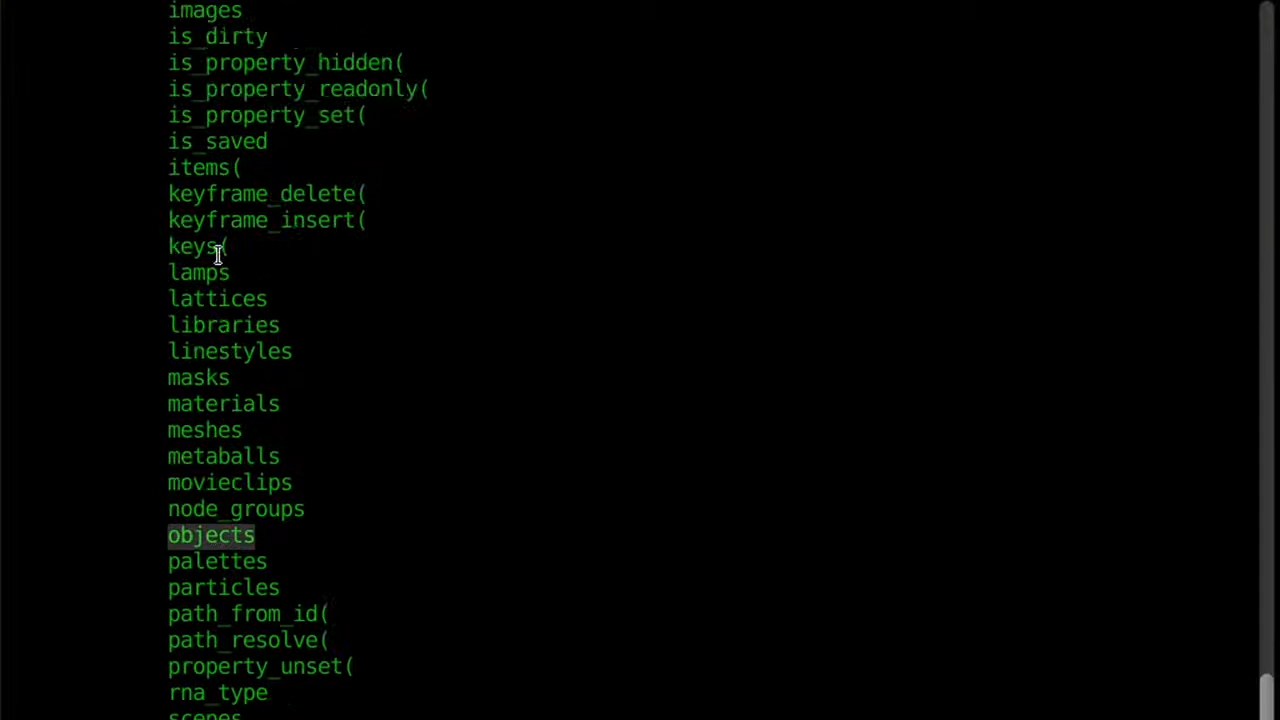 images
is_dirty
is_property_hidden(
is_property_readonly(
is_property_set(
is_saved
items(
keyframe_delete(
keyframe_insert(
keys(
lamps
lattices
libraries
linestyles
masks
materials
meshes
metaballs
movieclips
node_groups
objects
palettes
particles
path_from_id(
path_resolve(
property_unset(
rna_type
scenes